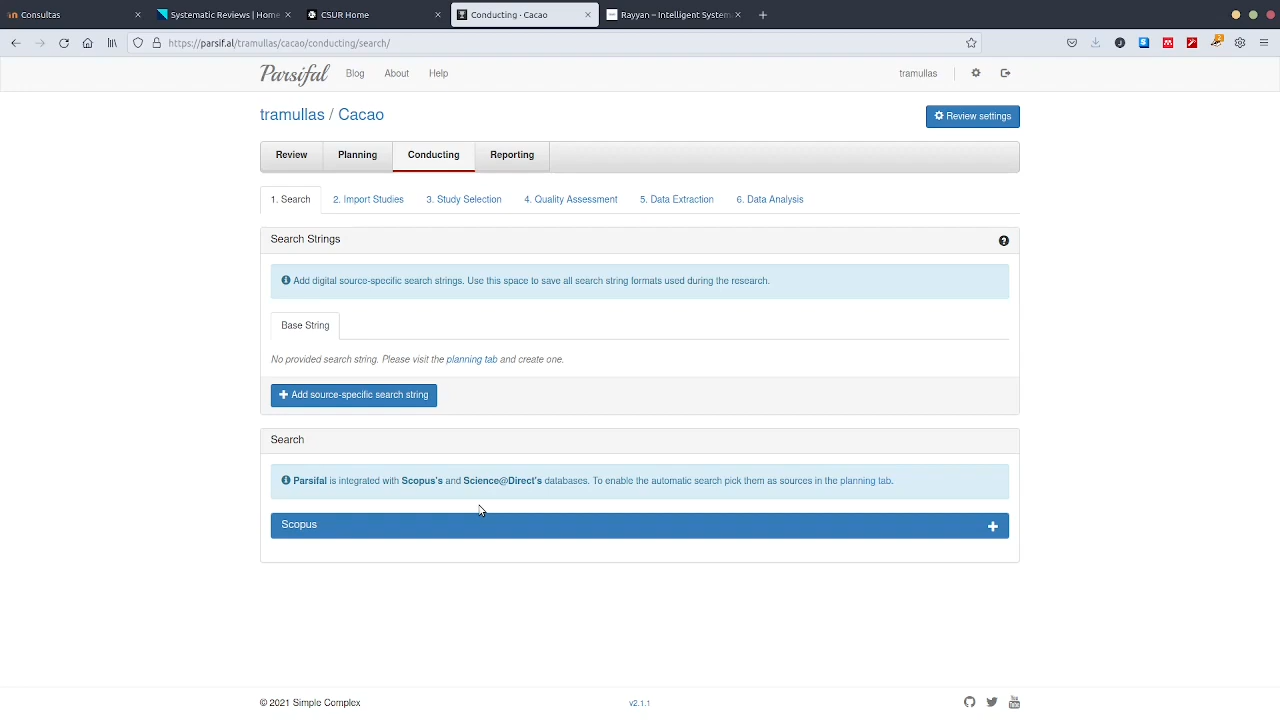 Consultas
Systematic Reviews | Home
CSUR Home
Conducting · Cacao
Rayyan – Intelligent System
https://parsif.al/tramullas/cacao/conducting/search/
2
Parsifal
Blog
About
Help
tramullas
tramullas / Cacao
Review settings
Review
Planning
Conducting
Reporting
1. Search
2. Import Studies
3. Study Selection
4. Quality Assessment
5. Data Extraction
6. Data Analysis
Search Strings
Add digital source-specific search strings. Use this space to save all search string formats used during the research.
Base String
No provided search string. Please visit the planning tab and create one.
Add source-specific search string
Search
Parsifal is integrated with Scopus's and Science@Direct's databases. To enable the automatic search pick them as sources in the planning tab.
Scopus
© 2021 Simple Complex
v2.1.1